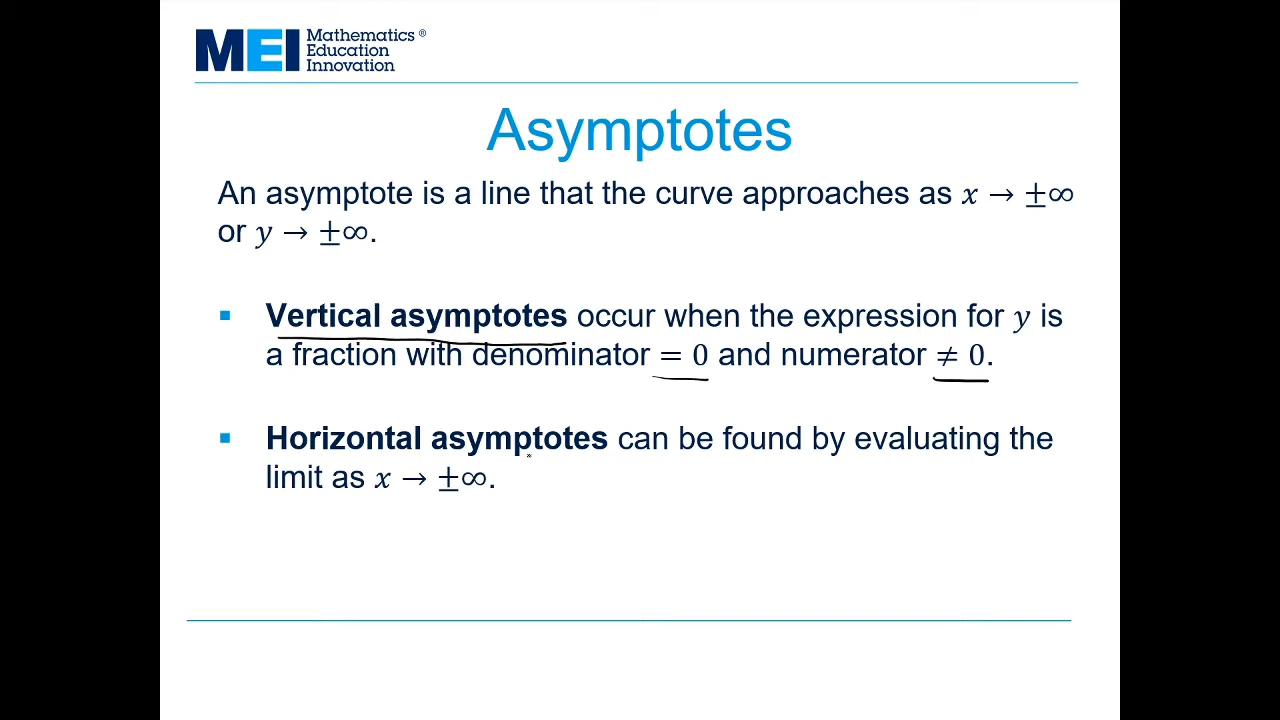 MEI Mathematics ®
Education
Innovation
Asymptotes
An asymptote is a line that the curve approaches as 𝑥 → ±∞
or 𝑦 → ±∞.
▪ Vertical asymptotes occur when the expression for 𝑦 is
a fraction with denominator = 0 and numerator ≠ 0.
▪ Horizontal asymptotes can be found by evaluating the
limit as 𝑥 → ±∞.